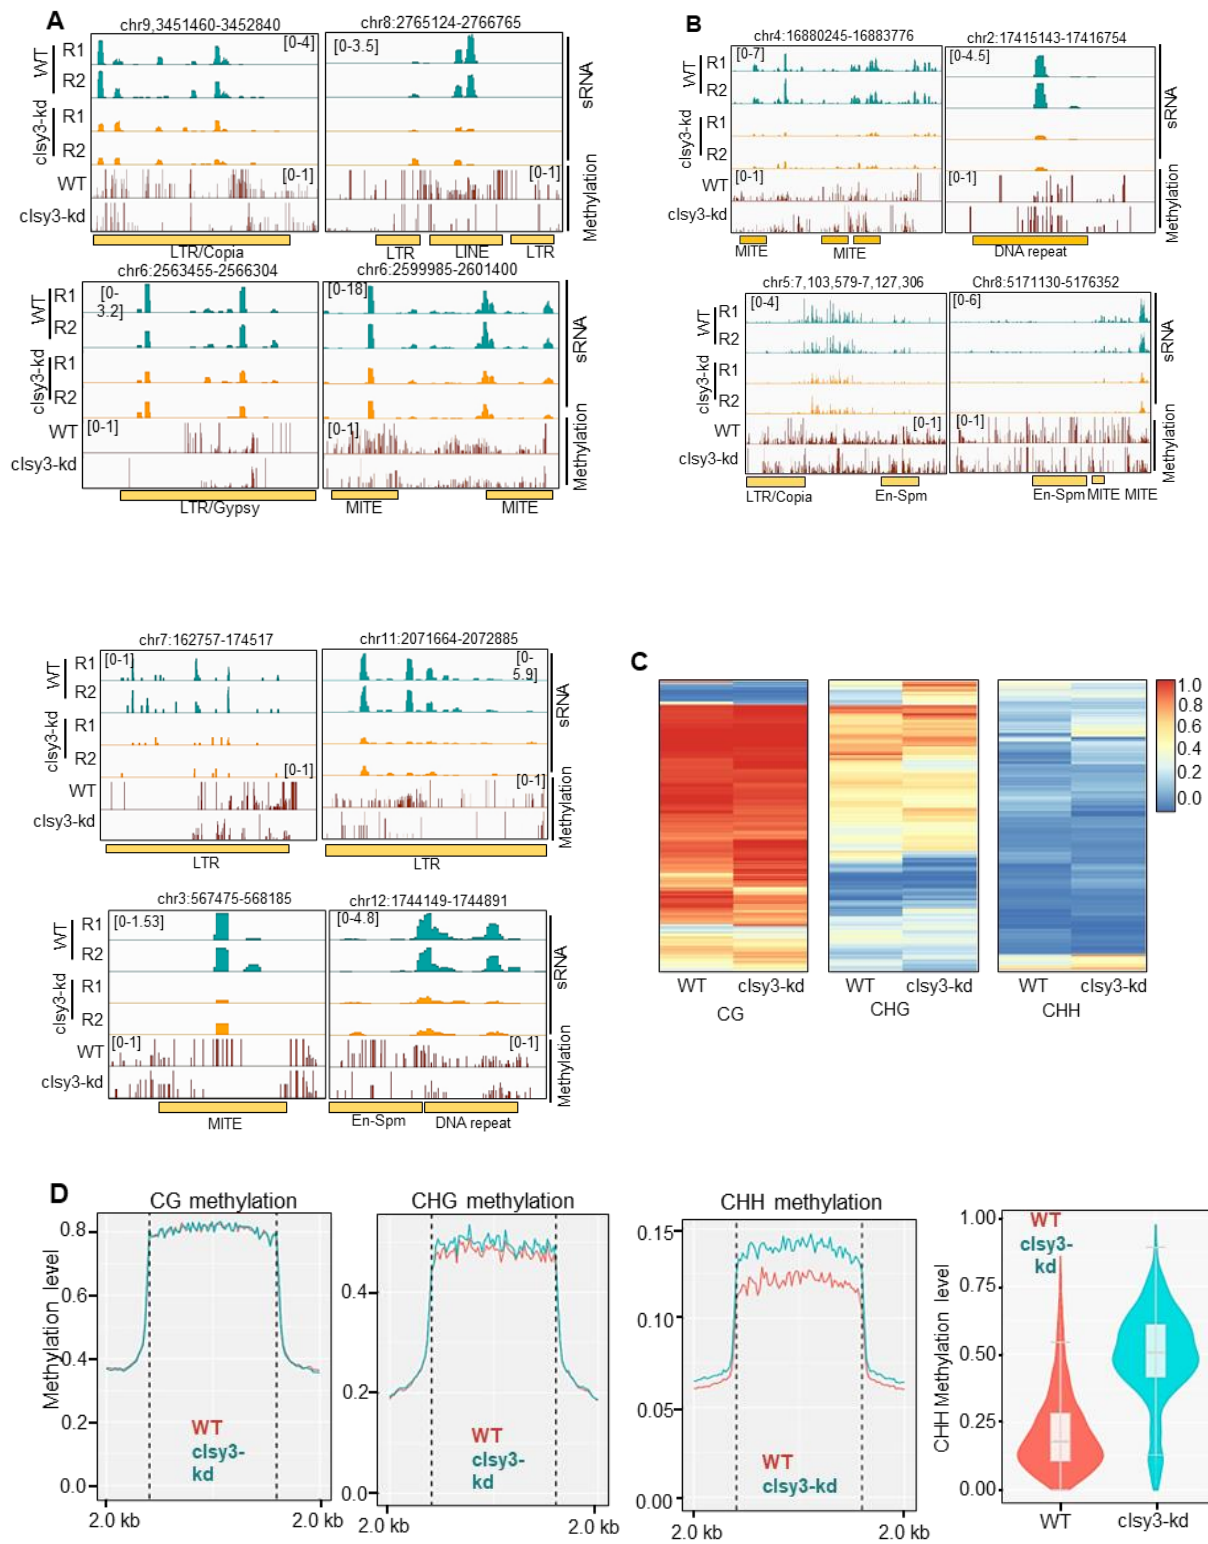 A
chr9,3451460-3452840
chr8:2765124-2766765
WT
R1
R2
clsy3-kd
R1
R2
WT
clsy3-kd
[0-4]
[0-3.5]
[0-1]
[0-1]
sRNA
Methylation
LTR/Copia
LTR
LINE
LTR
chr6:2563455-2566304
chr6:2599985-2601400
WT
R1
R2
clsy3-kd
R1
R2
WT
clsy3-kd
[0-
3.2]
[0-18]
[0-1]
[0-1]
sRNA
Methylation
LTR/Gypsy
MITE
MITE
chr7:162757-174517
chr11:2071664-2072885
WT
R1
R2
clsy3-kd
R1
R2
WT
clsy3-kd
[0-1]
[0-
5.9]
[0-1]
[0-1]
sRNA
Methylation
LTR
LTR
chr3:567475-568185
chr12:1744149-1744891
WT
R1
R2
clsy3-kd
R1
R2
WT
clsy3-kd
[0-1.53]
[0-4.8]
[0-1]
[0-1]
sRNA
Methylation
MITE
En-Spm
DNA repeat
B
chr4:16880245-16883776
chr2:17415143-17416754
WT
R1
R2
clsy3-kd
R1
R2
WT
clsy3-kd
[0-7]
[0-4.5]
[0-1]
[0-1]
sRNA
Methylation
MITE
MITE
DNA repeat
chr5:7,103,579-7,127,306
Chr8:5171130-5176352
WT
R1
R2
clsy3-kd
R1
R2
WT
clsy3-kd
[0-4]
[0-6]
[0-1]
[0-1]
sRNA
Methylation
LTR/Copia
En-Spm
En-Spm
MITE
MITE
C
1.0
0.8
0.6
0.4
0.2
0.0
WT
clsy3-kd
CG
WT
clsy3-kd
CHG
WT
clsy3-kd
CHH
D
CG methylation
Methylation level
0.8
0.6
0.4
0.2
0.0
WT
clsy3-
kd
2.0 kb
2.0 kb
CHG methylation
0.4
0.2
0.0
WT
clsy3-
kd
2.0 kb
2.0 kb
CHH methylation
0.15
0.10
0.05
0.00
WT
clsy3-kd
2.0 kb
2.0 kb
CHH Methylation level
1.00
0.75
0.50
0.25
0.00
WT
clsy3-
kd
WT
clsy3-kd